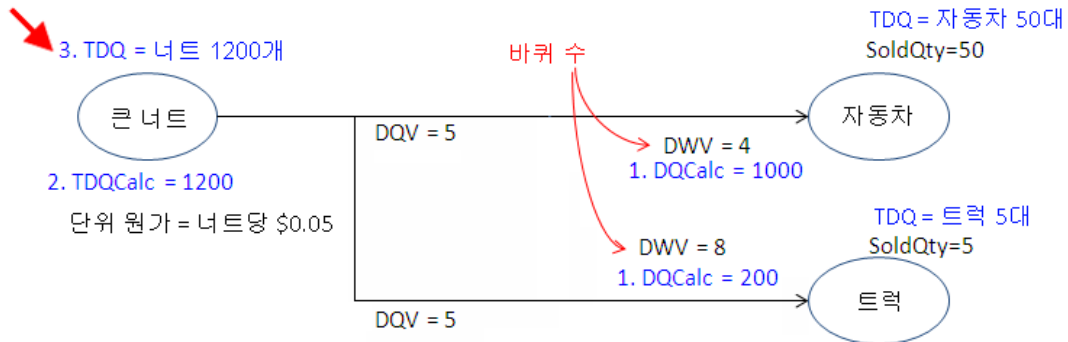 TDQ = 자동차 50대
3. TDQ = 너트 1200개
바퀴 수
SoldQty=50
큰 너트
자동차
DQV = 5
DWV = 4
1. DQCalc = 1000
2. TDQCalc = 1200
단위 원가 = 너트당 $0.05
TDQ = 트럭 5대
DWV = 8
SoldQty=5
1. DQCalc = 200
트럭
DQV = 5